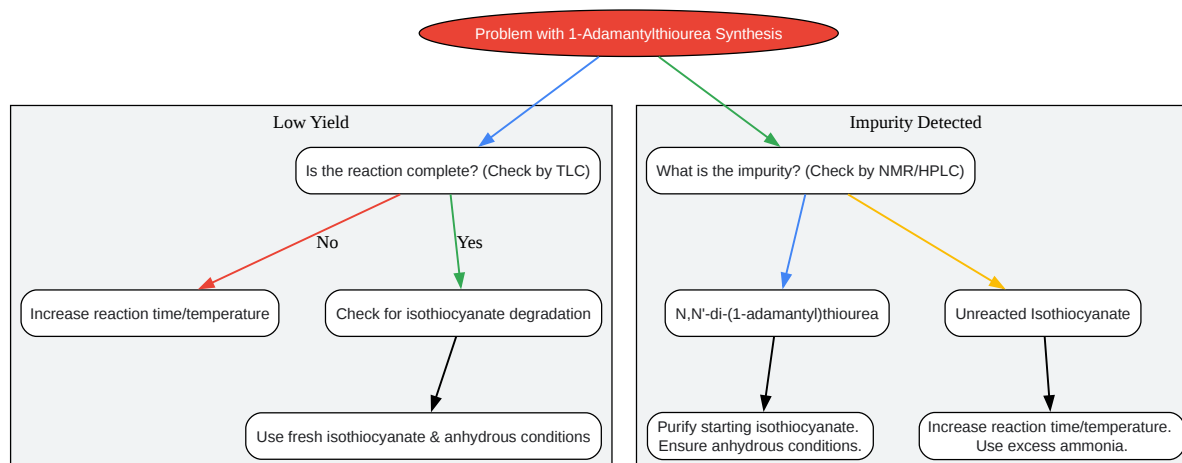 Problem with 1-Adamantylthiourea Synthesis
Low Yield
Is the reaction complete? (Check by TLC)
No
Yes
Increase reaction time/temperature
Check for isothiocyanate degradation
Use fresh isothiocyanate & anhydrous conditions
Impurity Detected
What is the impurity? (Check by NMR/HPLC)
N,N'-di-(1-adamantyl)thiourea
Unreacted Isothiocyanate
Purify starting isothiocyanate.
Ensure anhydrous conditions.
Increase reaction time/temperature.
Use excess ammonia.